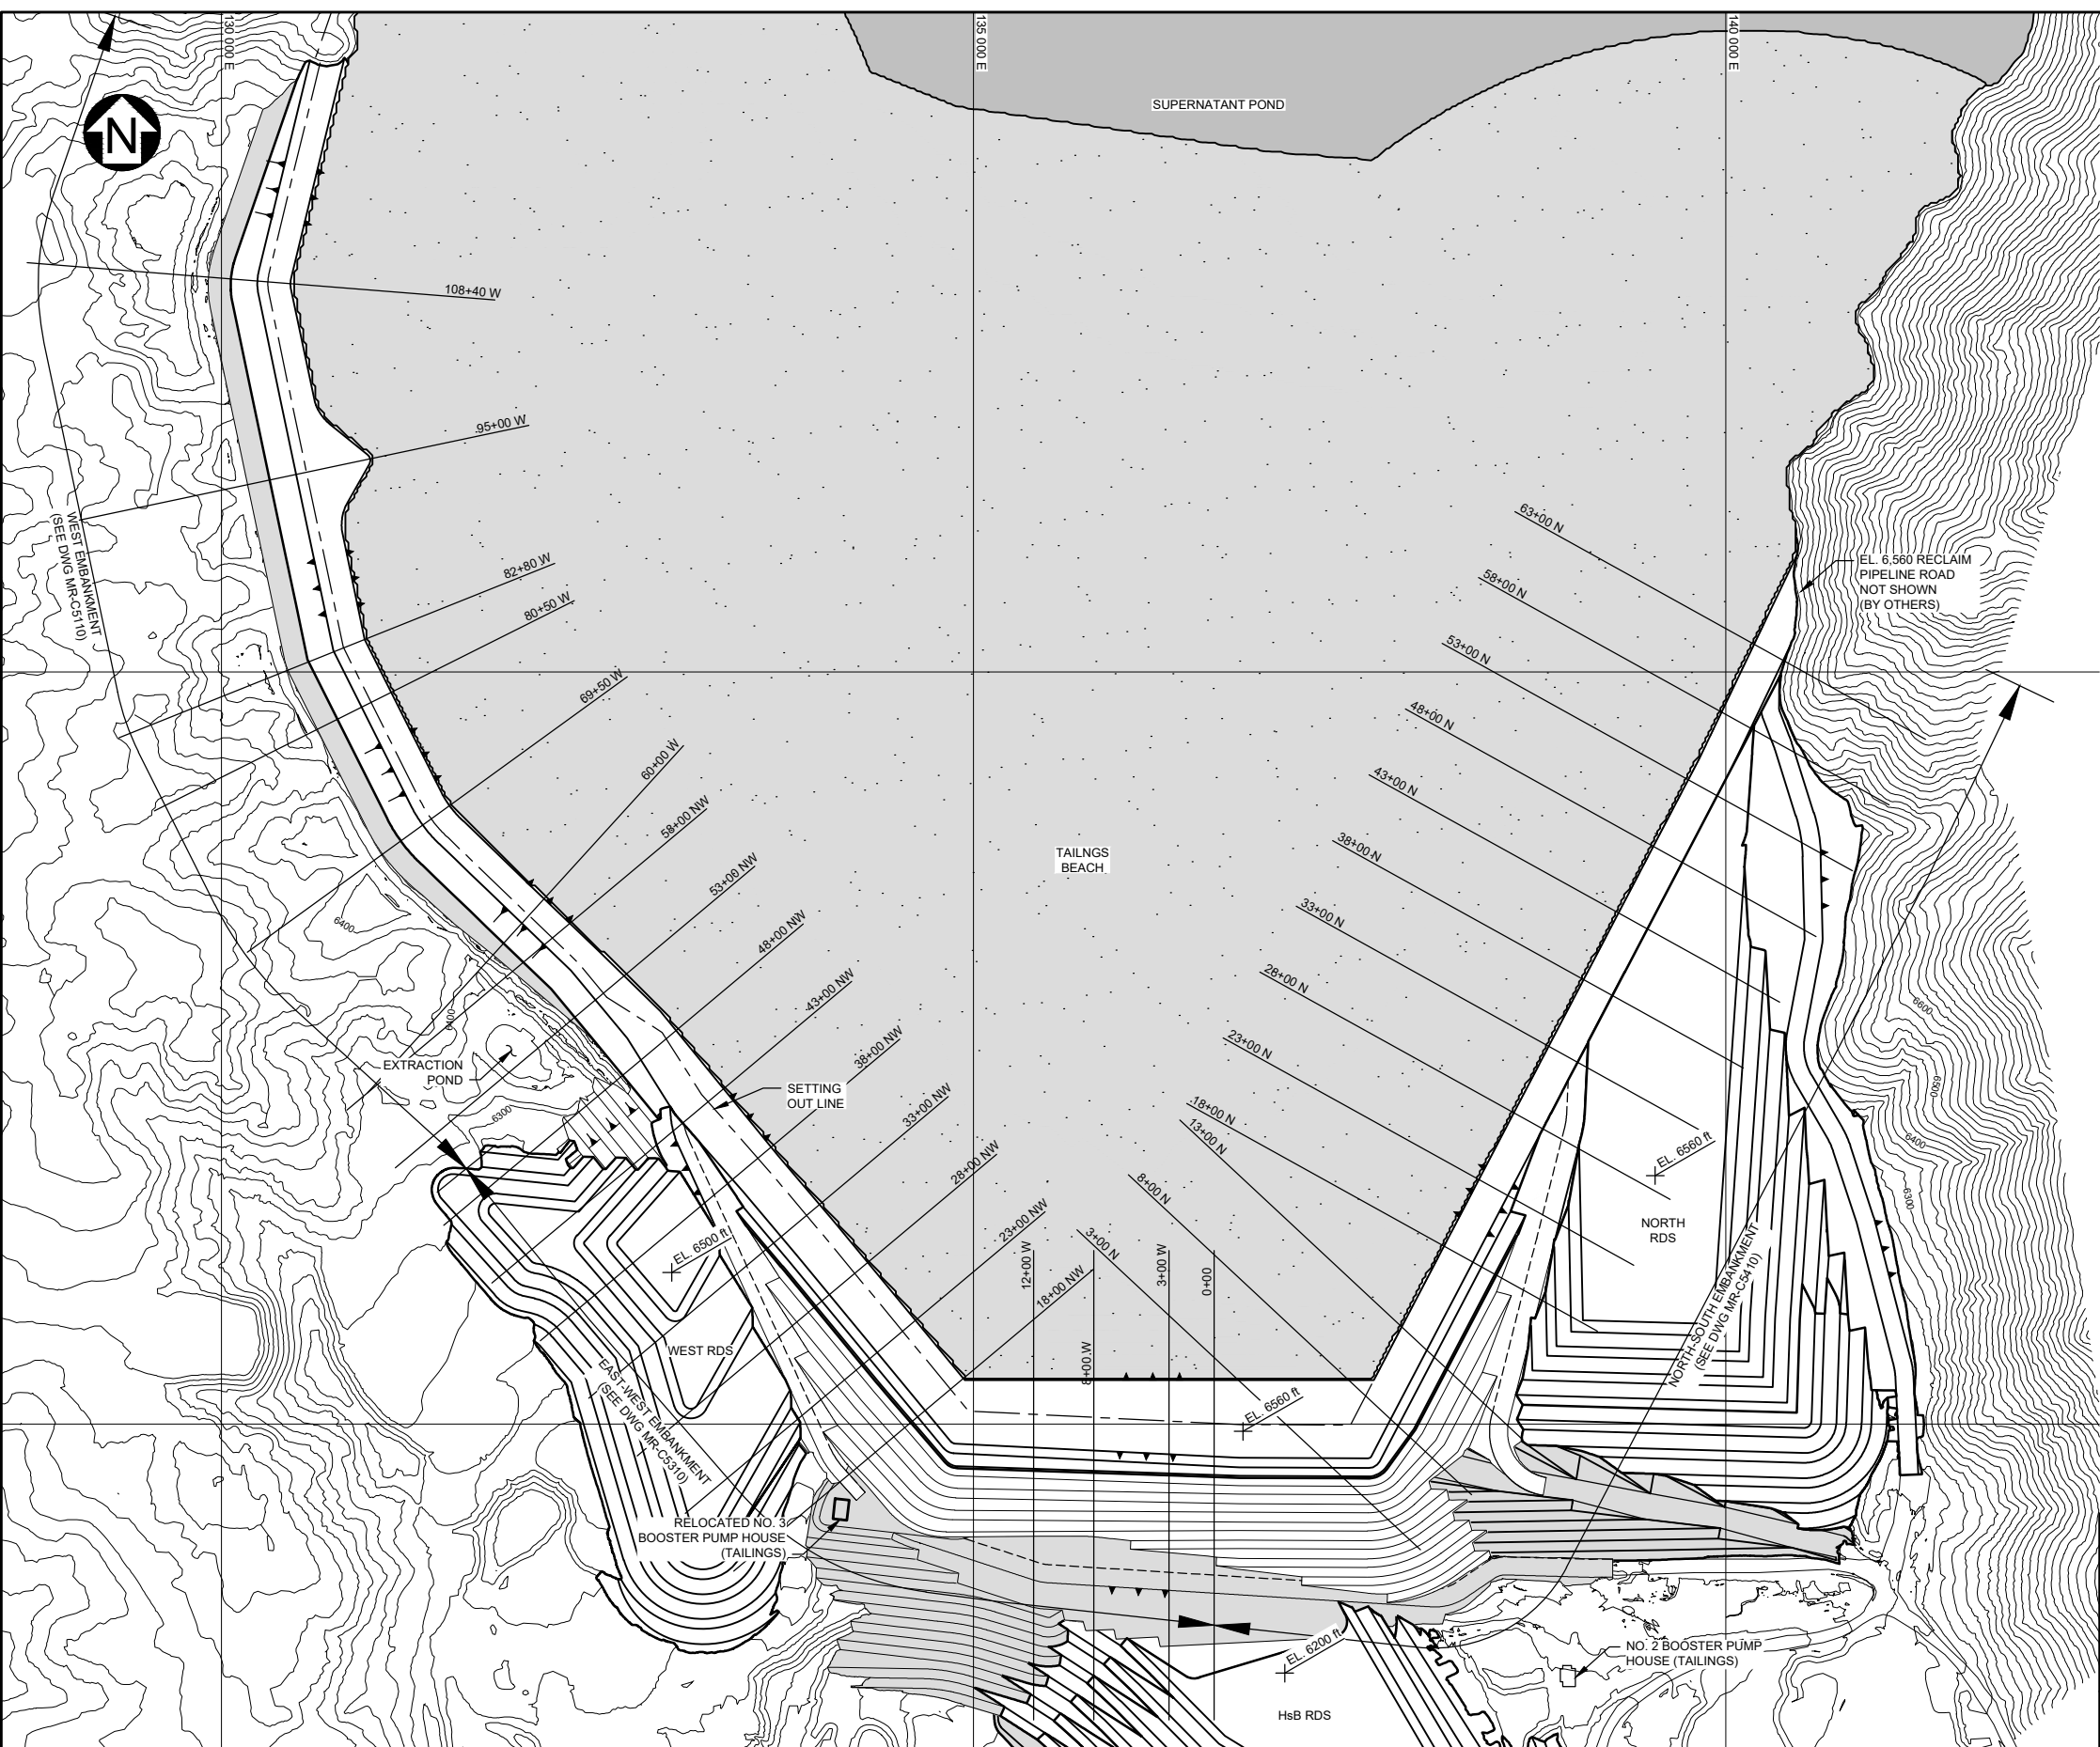 130 000 E
135 000 E
140 000 E
N
SUPERNATANT POND
108+40 W
95+00 W
WEST EMBANKMENT
(SEE DWG MR-C5110)
82+80 W
80+50 W
69+50 W
60+00 W
58+00 NW
53+00 NW
48+00 NW
43+00 NW
38+00 NW
33+00 NW
28+00 NW
23+00 NW
18+00 NW
12+00 W
8+00 W
3+00 W
0+00
3+00 N
8+00 N
13+00 N
18+00 N
23+00 N
28+00 N
33+00 N
38+00 N
43+00 N
48+00 N
53+00 N
58+00 N
63+00 N
EL. 6,560 RECLAIM
PIPELINE ROAD
NOT SHOWN
(BY OTHERS)
TAILNGS
BEACH
6400
6400
EXTRACTION
POND
6300
SETTING
OUT LINE
6600
6500
6400
6300
EL. 6560 ft
NORTH
RDS
NORTH-SOUTH EMBANKMENT
(SEE DWG MR-C5410)
EL. 6500 ft
WEST RDS
EAST-WEST EMBANKMENT
(SEE DWG MR-C5310)
EL. 6560 ft
RELOCATED NO. 3
BOOSTER PUMP HOUSE
(TAILINGS)
EL. 6200 ft
NO. 2 BOOSTER PUMP
HOUSE (TAILINGS)
HsB RDS